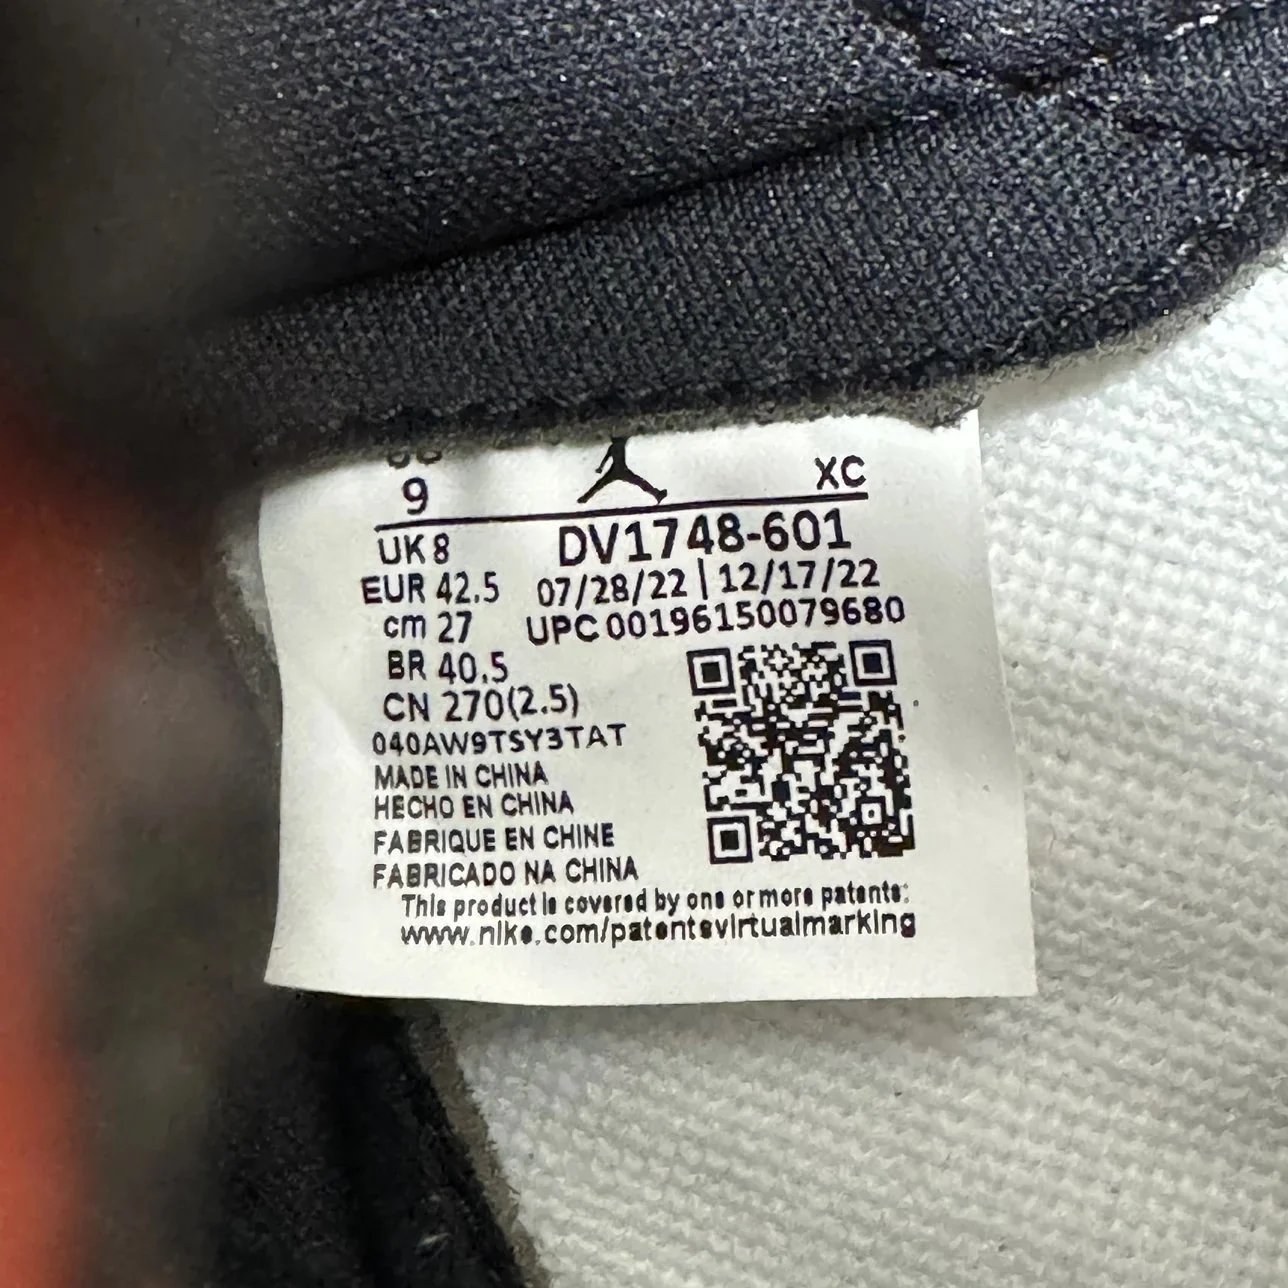 9
XC
UK 8
DV1748-601
EUR 42.5
07/28/22 | 12/17/22
cm 27
UPC 00196150079680
BR 40.5
CN 270(2.5)
040AW9TSY3TAT
MADE IN CHINA
HECHO EN CHINA
FABRIQUE EN CHINE
FABRICADO NA CHINA
This product is covered by one or more patents:
www.nike.com/patentsvirtualmarking